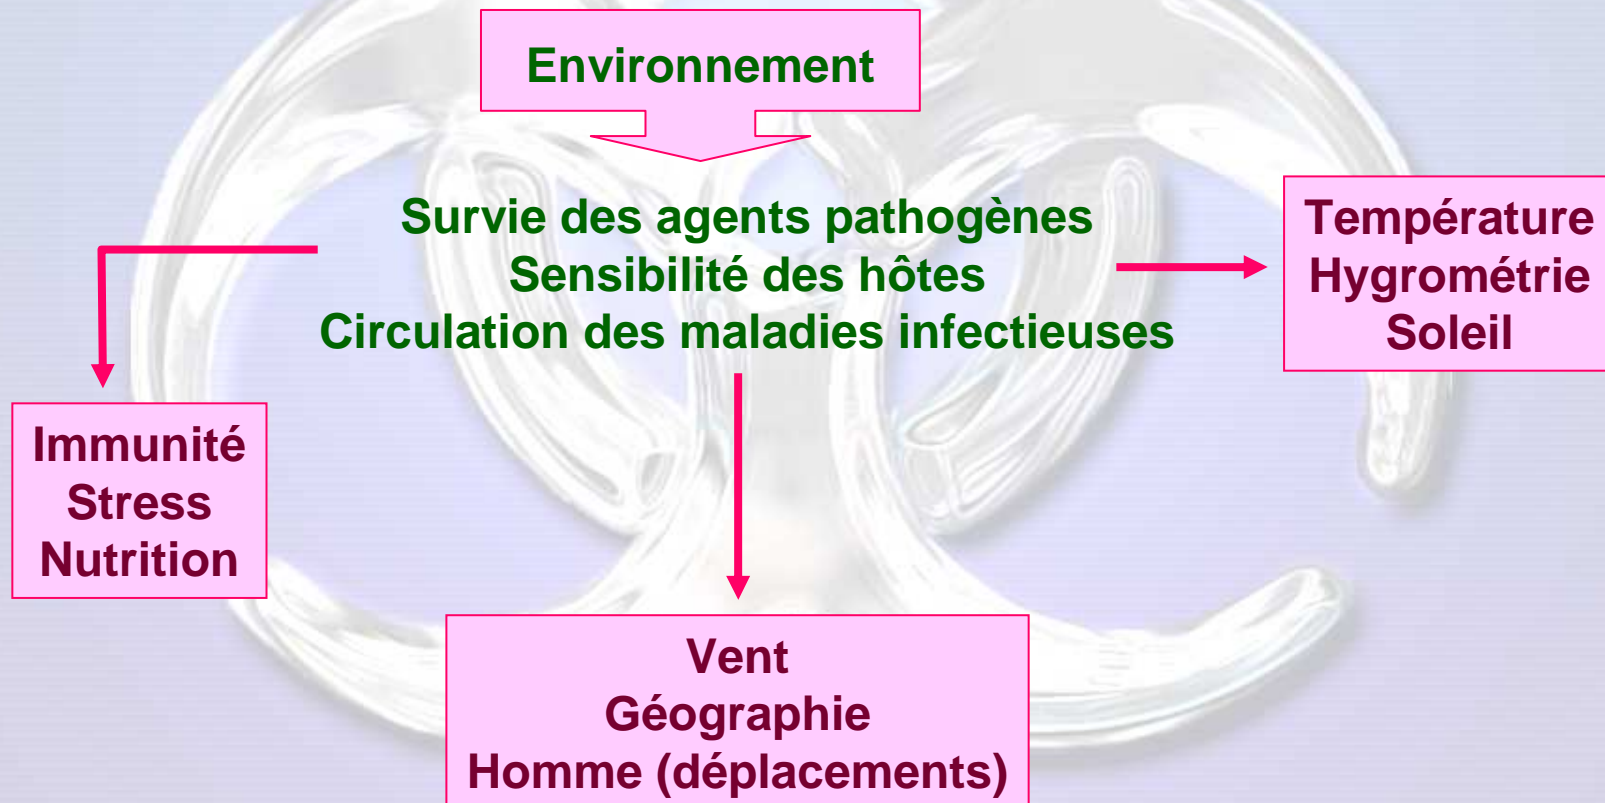 Environnement
Survie des agents pathogènes
Sensibilité des hôtes
Circulation des maladies infectieuses
Température
Hygrométrie
Soleil
Immunité
Stress
Nutrition
Vent
Géographie
Homme (déplacements)